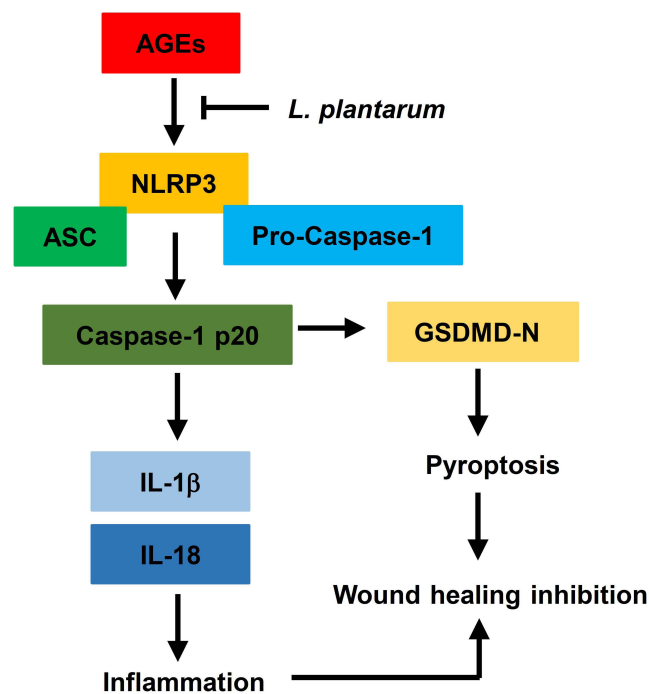 AGEs
L. plantarum
NLRP3
ASC
Pro-Caspase-1
Caspase-1 p20
GSDMD-N
IL-1β
Pyroptosis
IL-18
Wound healing inhibition
Inflammation